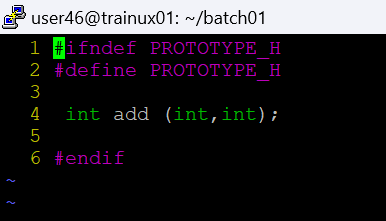 user46@trainux01: ~/batch01
1 #ifndef PROTOTYPE_H
2 #define PROTOTYPE_H
3
4  int add (int,int);
5
6 #endif
~
~